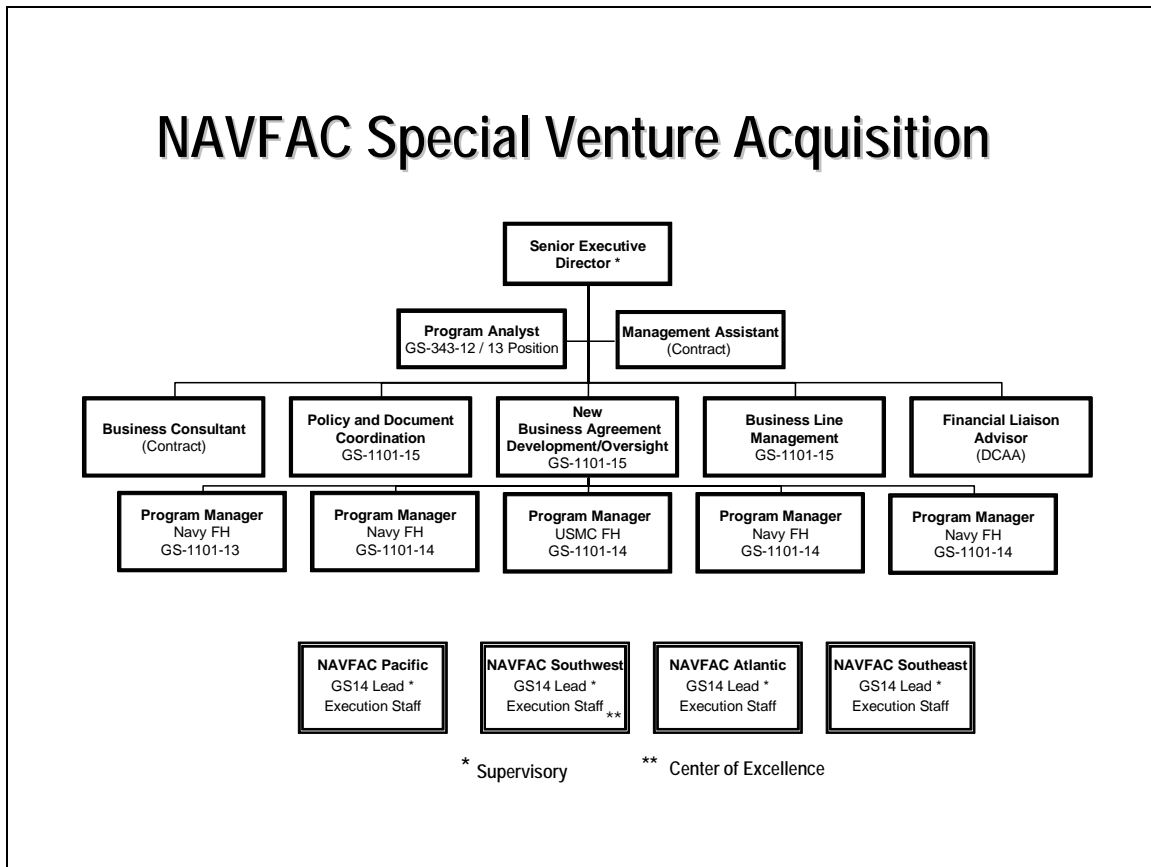 NAVFAC Special Venture Acquisition
Senior Executive
Director *
Program Analyst
GS-343-12 / 13 Position
Management Assistant
(Contract)
Business Consultant
(Contract)
Policy and Document
Coordination
GS-1101-15
New
Business Agreement
Development/Oversight
GS-1101-15
Business Line
Management
GS-1101-15
Financial Liaison
Advisor
(DCAA)
Program Manager
Navy FH
GS-1101-13
Program Manager
Navy FH
GS-1101-14
Program Manager
USMC FH
GS-1101-14
Program Manager
Navy FH
GS-1101-14
Program Manager
Navy FH
GS-1101-14
NAVFAC Pacific
GS14 Lead *
Execution Staff
NAVFAC Southwest
GS14 Lead *
Execution Staff **
NAVFAC Atlantic
GS14 Lead *
Execution Staff
NAVFAC Southeast
GS14 Lead *
Execution Staff
* Supervisory
** Center of Excellence